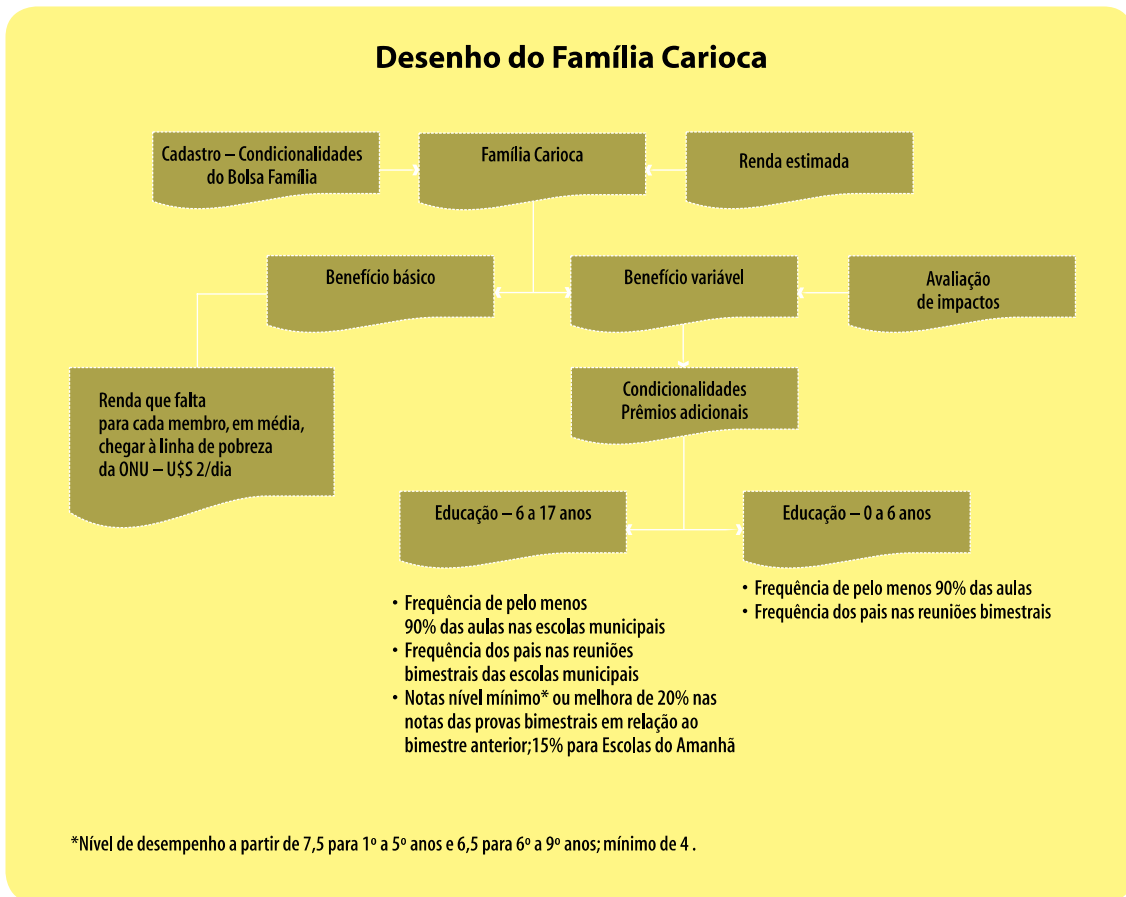 Desenho do Família Carioca
Cadastro – Condicionalidades
do Bolsa Família
Família Carioca
Renda estimada
Benefício básico
Benefício variável
Avaliação
de impactos
Renda que falta
para cada membro, em média,
chegar à linha de pobreza
da ONU – U$S 2/dia
Condicionalidades
Prêmios adicionais
Educação – 6 a 17 anos
Educação – 0 a 6 anos
• Frequência de pelo menos
90% das aulas nas escolas municipais
• Frequência dos pais nas reuniões
bimestrais das escolas municipais
• Notas nível mínimo* ou melhora de 20% nas
notas das provas bimestrais em relação ao
bimestre anterior;15% para Escolas do Amanhã
• Frequência de pelo menos 90% das aulas
• Frequência dos pais nas reuniões bimestrais
*Nível de desempenho a partir de 7,5 para 1º a 5º anos e 6,5 para 6º a 9º anos; mínimo de 4 .